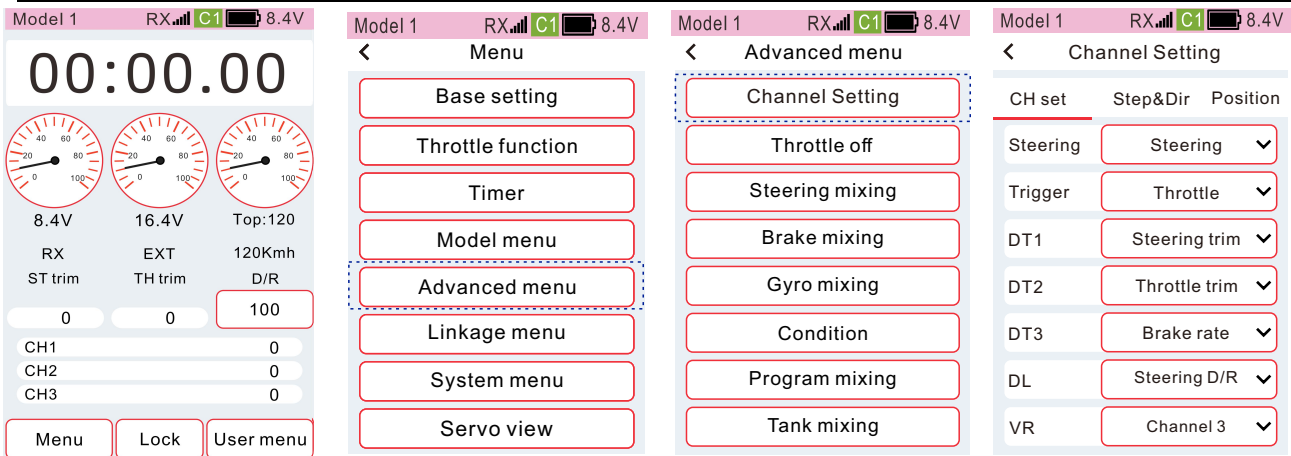 Model 1 RX C1 8.4V
00:00.00
40 60
20 80
0 100
40 60
20 80
0 100
40 60
20 80
0 100
8.4V 16.4V Top:120
RX EXT 120Kmh
ST trim TH trim D/R
0 0 100
CH1 0
CH2 0
CH3 0
Menu Lock User menu
Model 1 RX C1 8.4V
Menu
Base setting
Throttle function
Timer
Model menu
Advanced menu
Linkage menu
System menu
Servo view
Model 1 RX C1 8.4V
Advanced menu
Channel Setting
Throttle off
Steering mixing
Brake mixing
Gyro mixing
Condition
Program mixing
Tank mixing
Model 1 RX C1 8.4V
Channel Setting
CH set Step&Dir Position
Steering Steering
Trigger Throttle
DT1 Steering trim
DT2 Throttle trim
DT3 Brake rate
DL Steering D/R
VR Channel 3